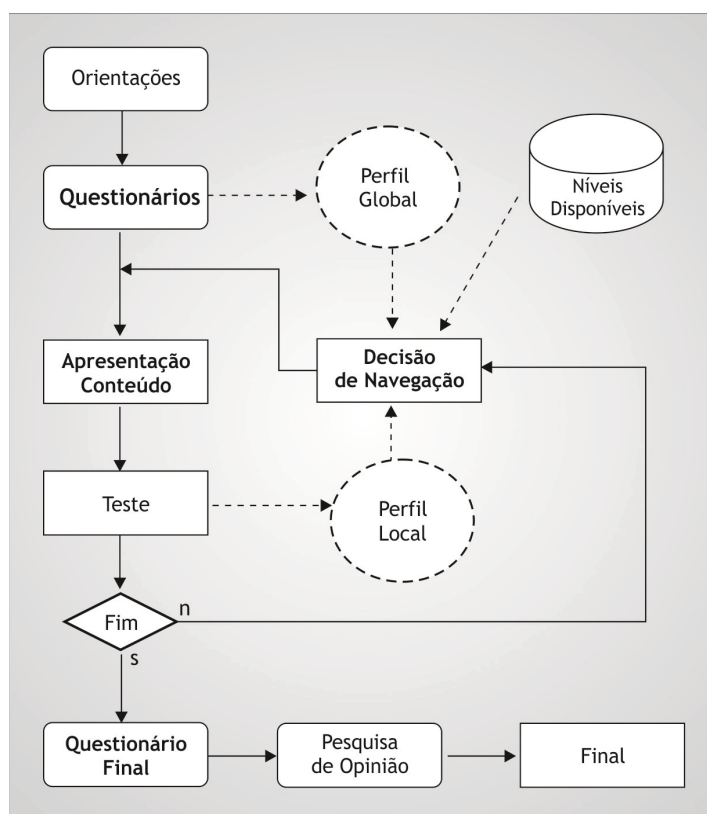 Orientações
Questionários
Perfil
Global
Níveis
Disponíveis
Apresentação
Conteúdo
Decisão
de Navegação
Teste
Perfil
Local
Fim
n
s
Questionário
Final
Pesquisa
de Opinião
Final